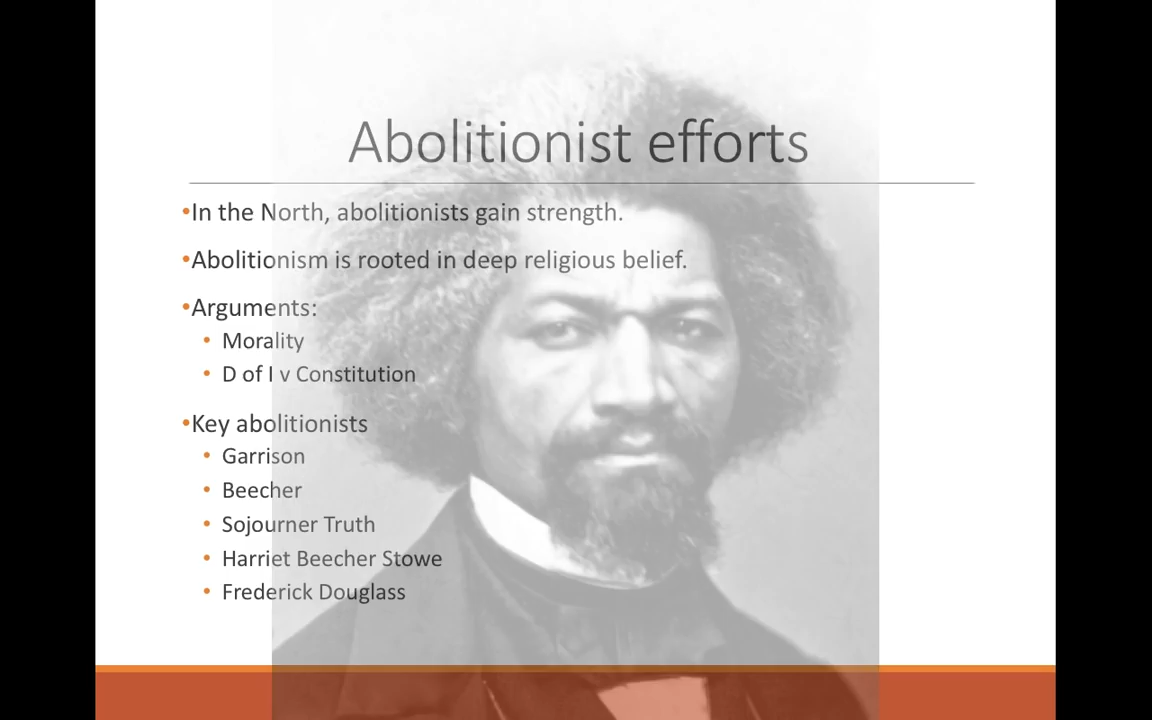 Abolitionist efforts
•In the North, abolitionists gain strength.
•Abolitionism is rooted in deep religious belief.
•Arguments:
• Morality
• D of I v Constitution
•Key abolitionists
• Garrison
• Beecher
• Sojourner Truth
• Harriet Beecher Stowe
• Frederick Douglass